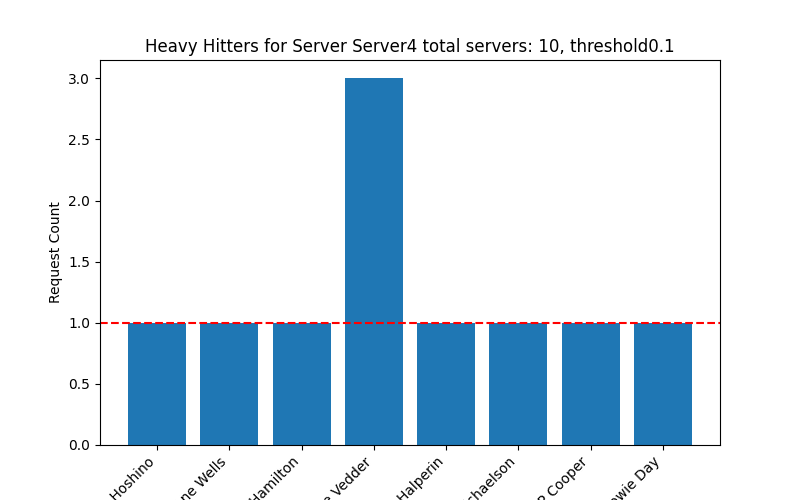 Heavy Hitters for Server Server4 total servers: 10, threshold0.1
Request Count
3.0
2.5
2.0
1.5
1.0
0.5
0.0
Hoshino
ne Wells
Hamilton
e Vedder
Halperin
chaelson
P Cooper
owie Day